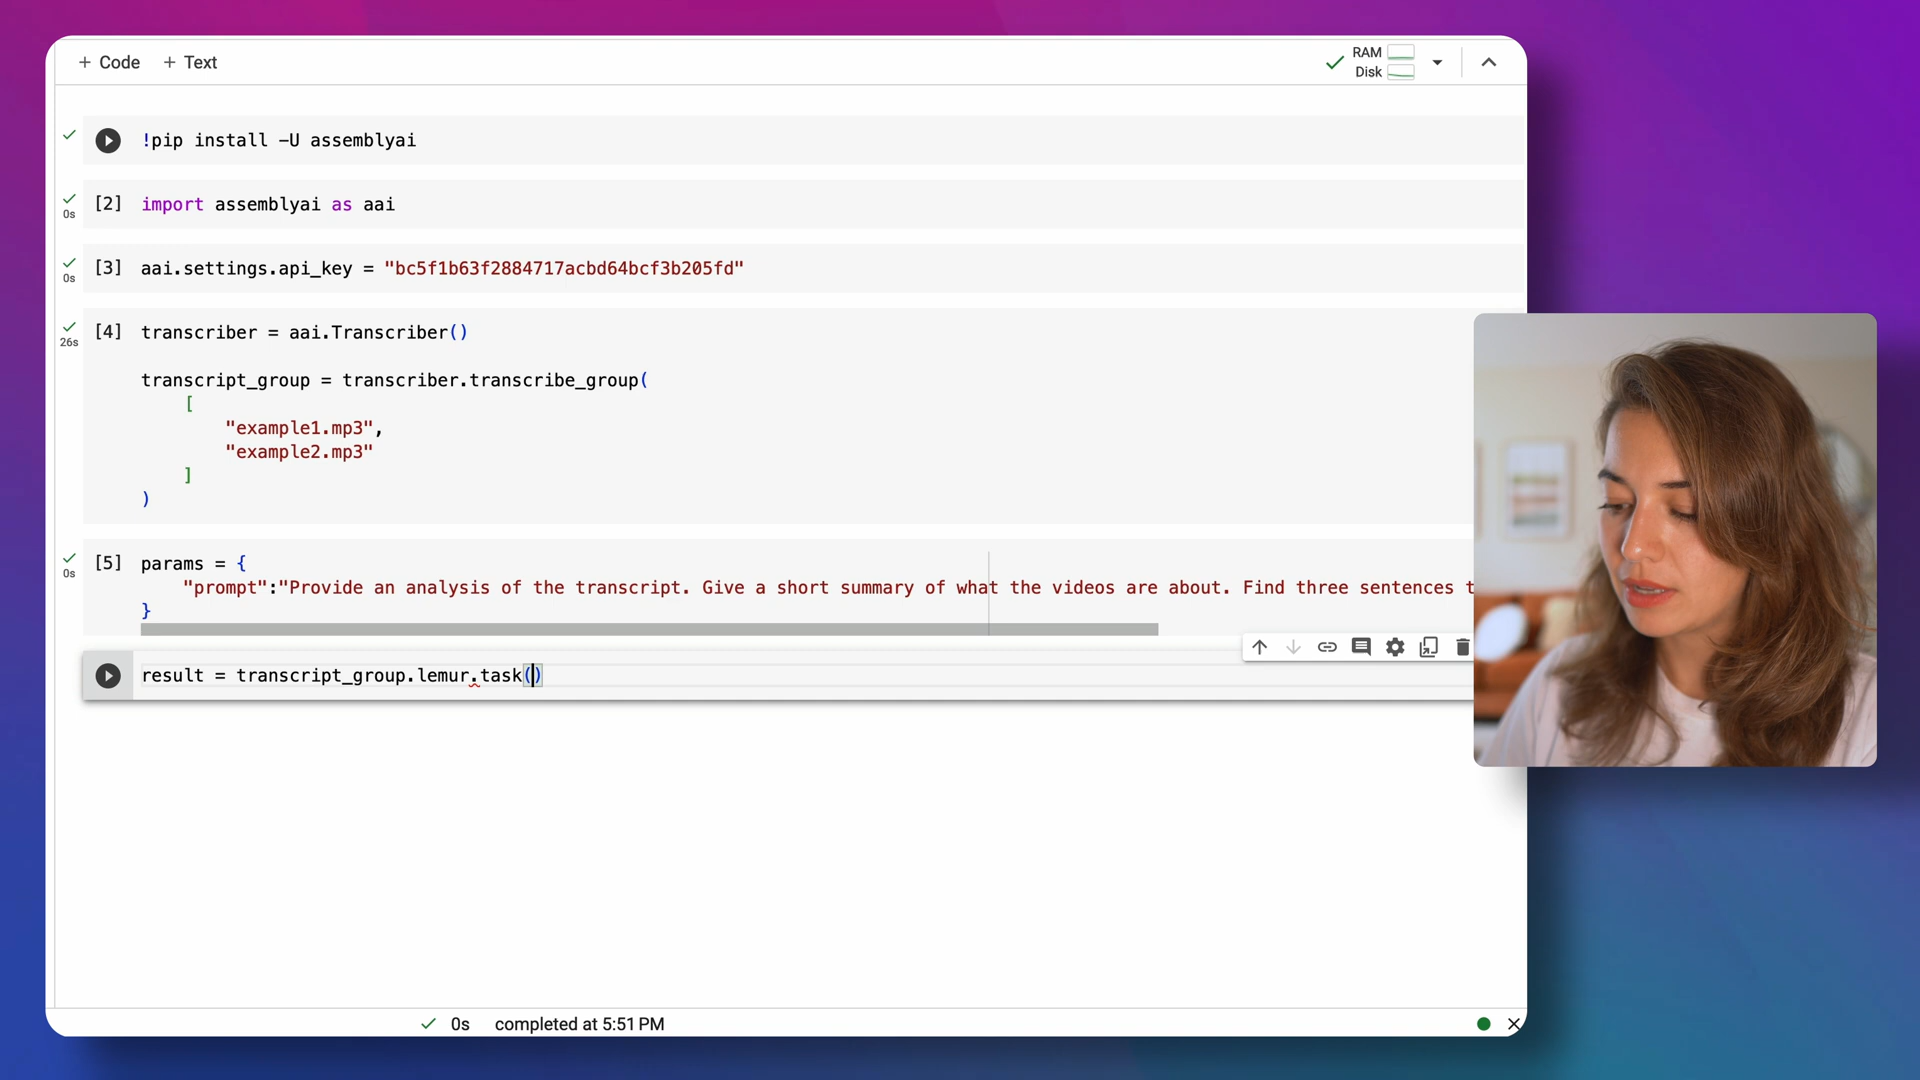 + Code + Text
RAM
Disk
!pip install -U assemblyai
[2] import assemblyai as aai
0s
[3] aai.settings.api_key = "bc5f1b63f2884717acbd64bcf3b205fd"
0s
[4] transcriber = aai.Transcriber()
26s
transcript_group = transcriber.transcribe_group(
[
"example1.mp3",
"example2.mp3"
]
)
[5] params = {
0s
"prompt":"Provide an analysis of the transcript. Give a short summary of what the videos are about. Find three sentences t
}
result = transcript_group.lemur.task()
0s completed at 5:51 PM